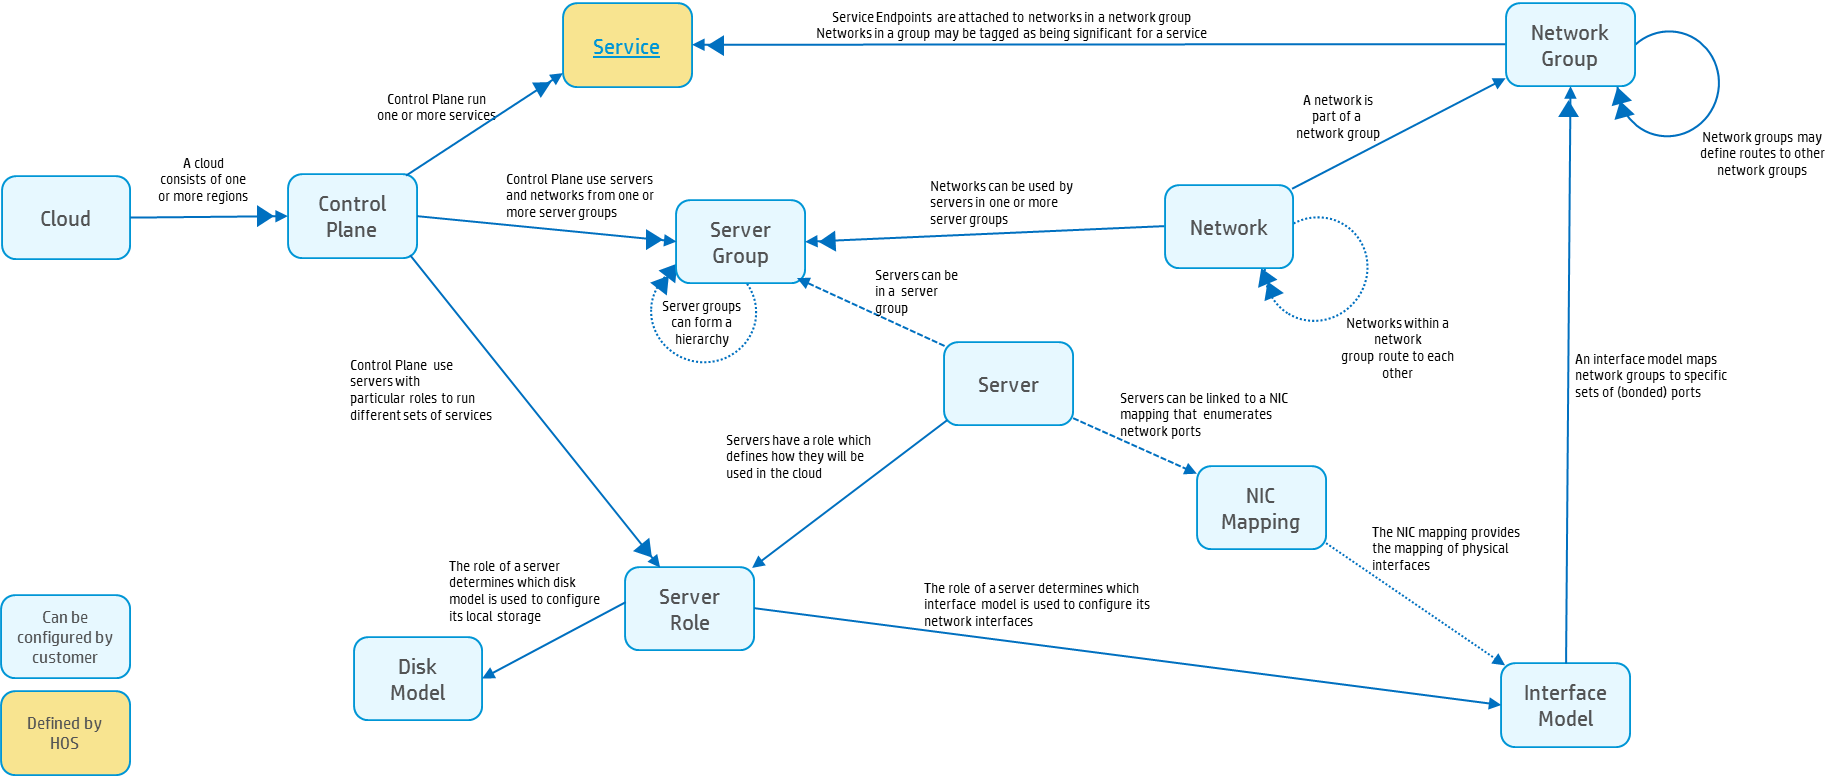 Service Endpoints are attached to networks in a network group
Networks in a group may be tagged as being significant for a service
Service
Network
Group
Control Plane run
one or more services
A network is
part of a
network group
Network groups may
define routes to other
network groups
A cloud
consists of one
or more regions
Control Plane use servers
and networks from one or
more server groups
Networks can be used by
servers in one or more
server groups
Cloud
Control
Plane
Server
Group
Network
Servers can be
in a server
group
Server groups
can form a
hierarchy
Networks within a
network
group route to each
other
Control Plane use
servers with
particular roles to run
different sets of services
Server
An interface model maps
network groups to specific
sets of (bonded) ports
Servers can be linked to a NIC
mapping that enumerates
network ports
Servers have a role which
defines how they will be
used in the cloud
NIC
Mapping
The NIC mapping provides
the mapping of physical
interfaces
The role of a server
determines which disk
model is used to configure
its local storage
Server
Role
The role of a server determines which
interface model is used to configure its
network interfaces
Can be
configured by
customer
Disk
Model
Interface
Model
Defined by
HOS